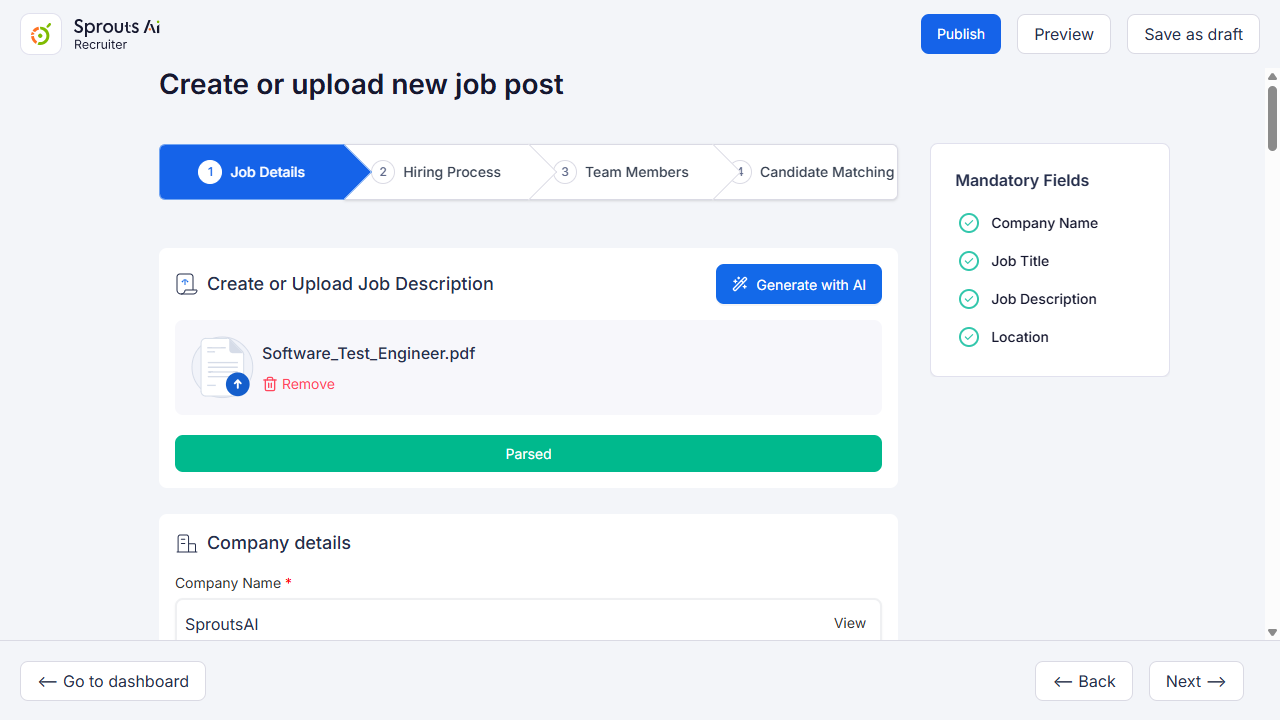 Sprouts Ai
Recruiter
Publish
Preview
Save as draft
Create or upload new job post
1 Job Details
2 Hiring Process
3 Team Members
4 Candidate Matching
Mandatory Fields
Company Name
Job Title
Job Description
Location
Create or Upload Job Description
Generate with AI
Software_Test_Engineer.pdf
Remove
Parsed
Company details
Company Name *
SproutsAI
View
Go to dashboard
Back
Next